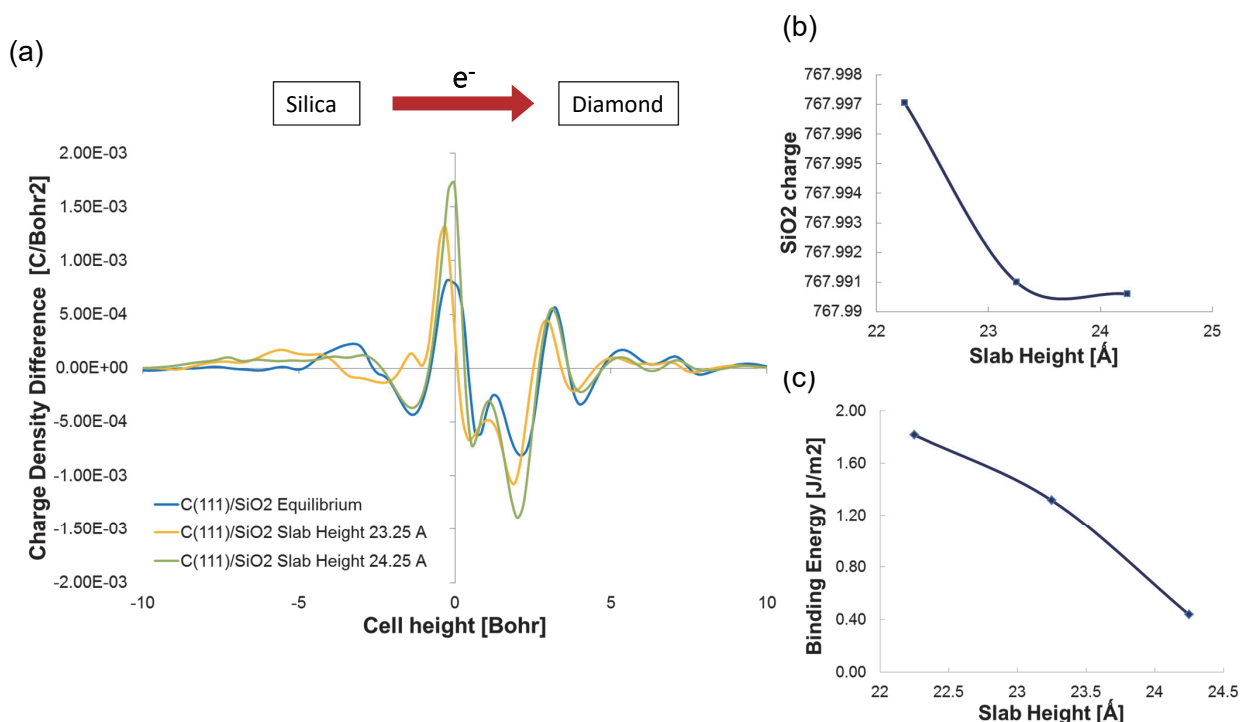 (a)
e-
Silica
Diamond
2.00E-03
1.50E-03
1.00E-03
5.00E-04
0.00E+00
-5.00E-04
-1.00E-03
-1.50E-03
-2.00E-03
Charge Density Difference [C/Bohr2]
C(111)/SiO2 Equilibrium
C(111)/SiO2 Slab Height 23.25 A
C(111)/SiO2 Slab Height 24.25 A
-10
-5
0
5
10
Cell height [Bohr]
(b)
767.998
767.997
767.996
767.995
767.994
767.993
767.992
767.991
767.99
SiO2 charge
22
23
24
25
Slab Height [Á]
(c)
2.00
1.60
1.20
0.80
0.40
0.00
Binding Energy [J/m2]
22
22.5
23
23.5
24
24.5
Slab Height [Á]